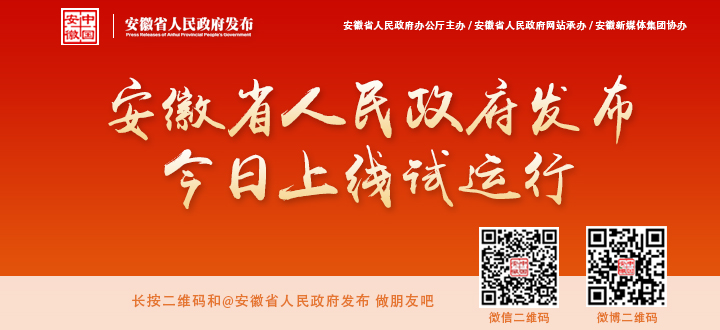 中国安徽
安徽省人民政府发布
Press Releases of Anhui Provincial People's Government
安徽省人民政府办公厅主办 / 安徽省人民政府网站承办 / 安徽新媒体集团协办
安徽省人民政府发布
今日上线试运行
长按二维码和@安徽省人民政府发布 做朋友吧
微信二维码
微博二维码